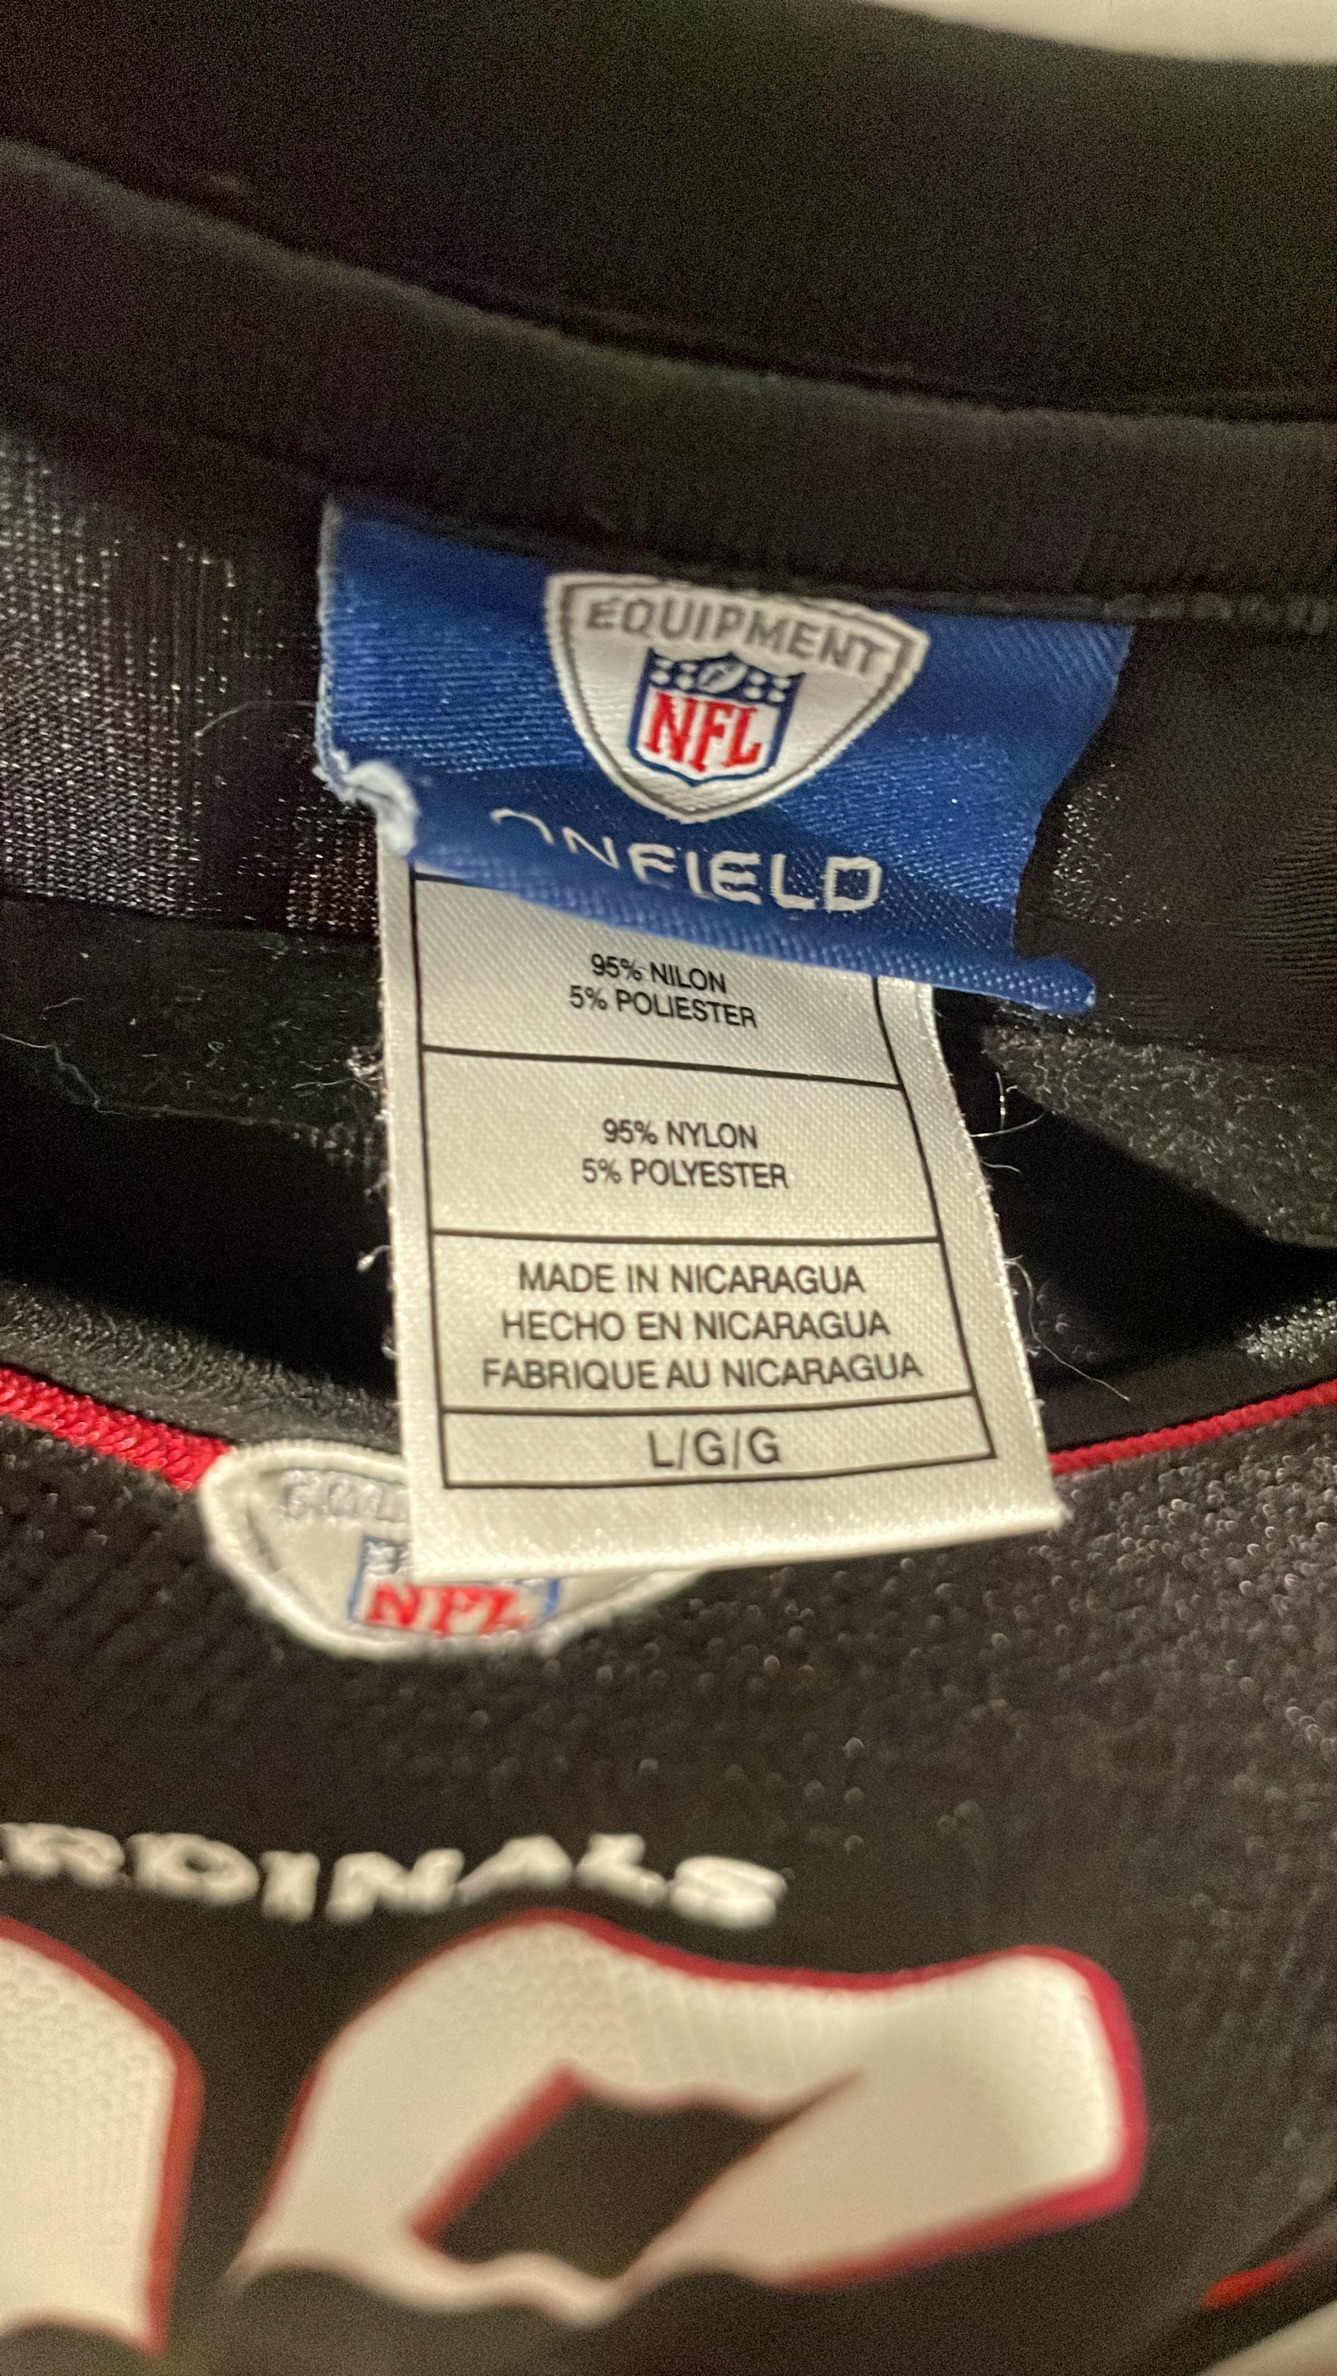 EQUIPMENT
NFL
ONFIELD
95% NILON
5% POLIESTER
95% NYLON
5% POLYESTER
MADE IN NICARAGUA
HECHO EN NICARAGUA
FABRIQUE AU NICARAGUA
L/G/G
NFL
RDINALS